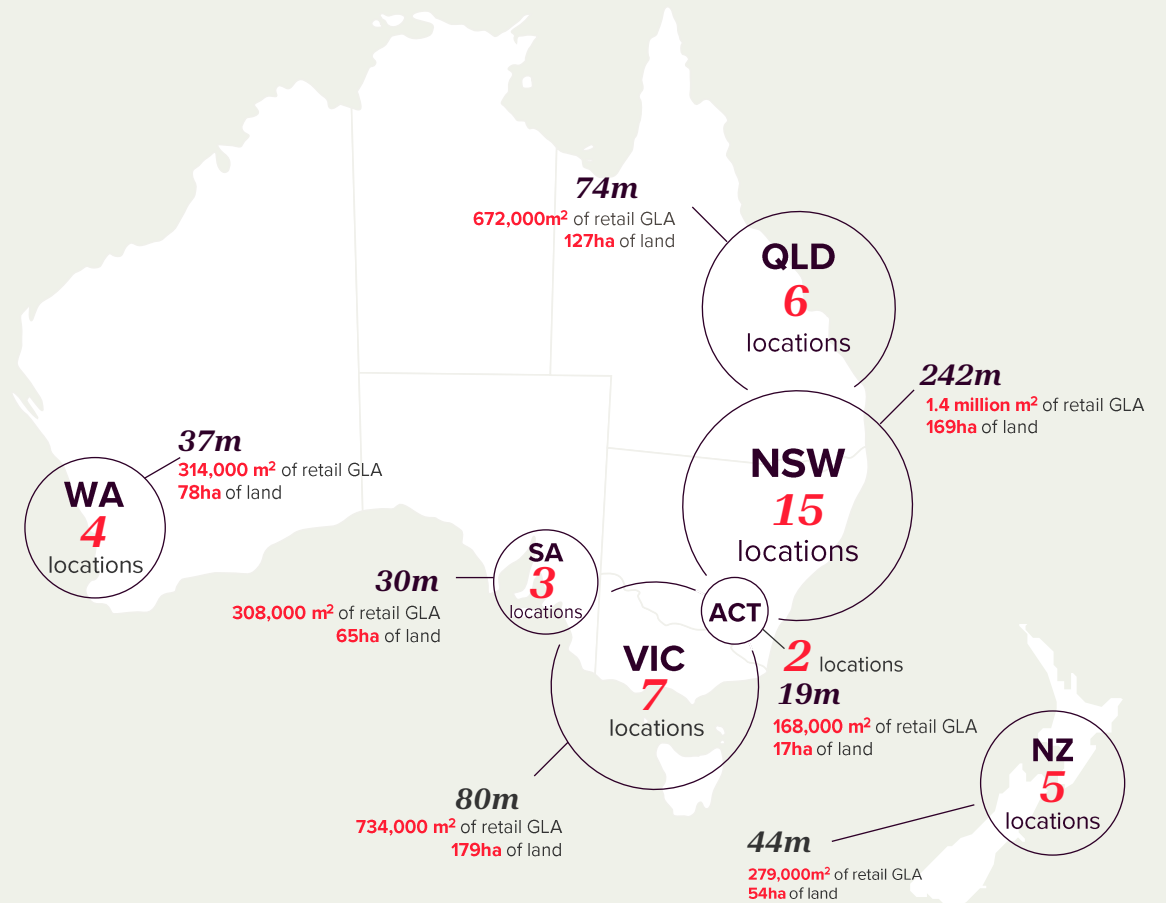 74m
672,000m² of retail GLA
127ha of land
QLD
6
locations
242m
1.4 million m² of retail GLA
169ha of land
NSW
15
locations
37m
314,000 m² of retail GLA
78ha of land
WA
4
locations
SA
3
locations
30m
308,000 m² of retail GLA
65ha of land
ACT
2 locations
19m
168,000 m² of retail GLA
17ha of land
VIC
7
locations
80m
734,000 m² of retail GLA
179ha of land
NZ
5
locations
44m
279,000m² of retail GLA
54ha of land